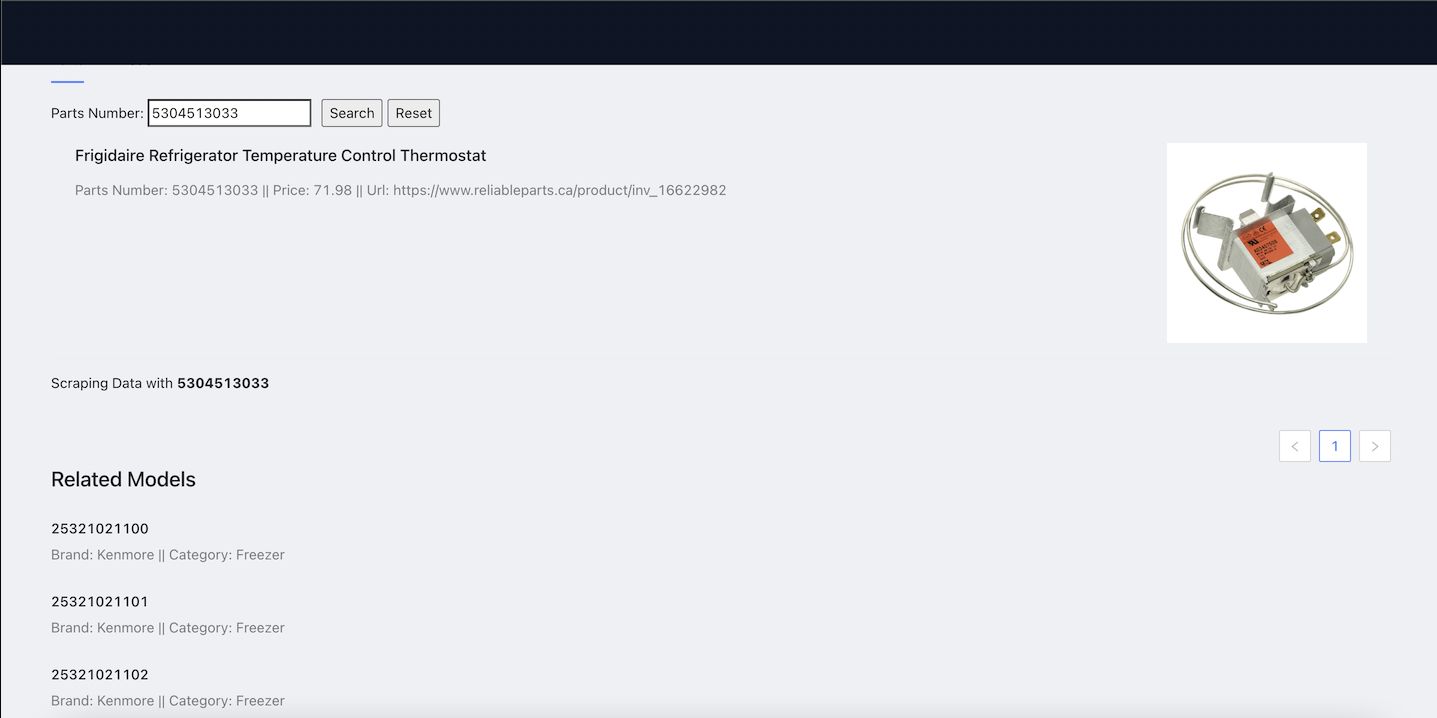 Parts Number: 5304513033 Search Reset
Frigidaire Refrigerator Temperature Control Thermostat
Parts Number: 5304513033 || Price: 71.98 || Url: https://www.reliableparts.ca/product/inv_16622982
Scraping Data with 5304513033
< 1 >
Related Models
25321021100
Brand: Kenmore || Category: Freezer
25321021101
Brand: Kenmore || Category: Freezer
25321021102
Brand: Kenmore || Category: Freezer